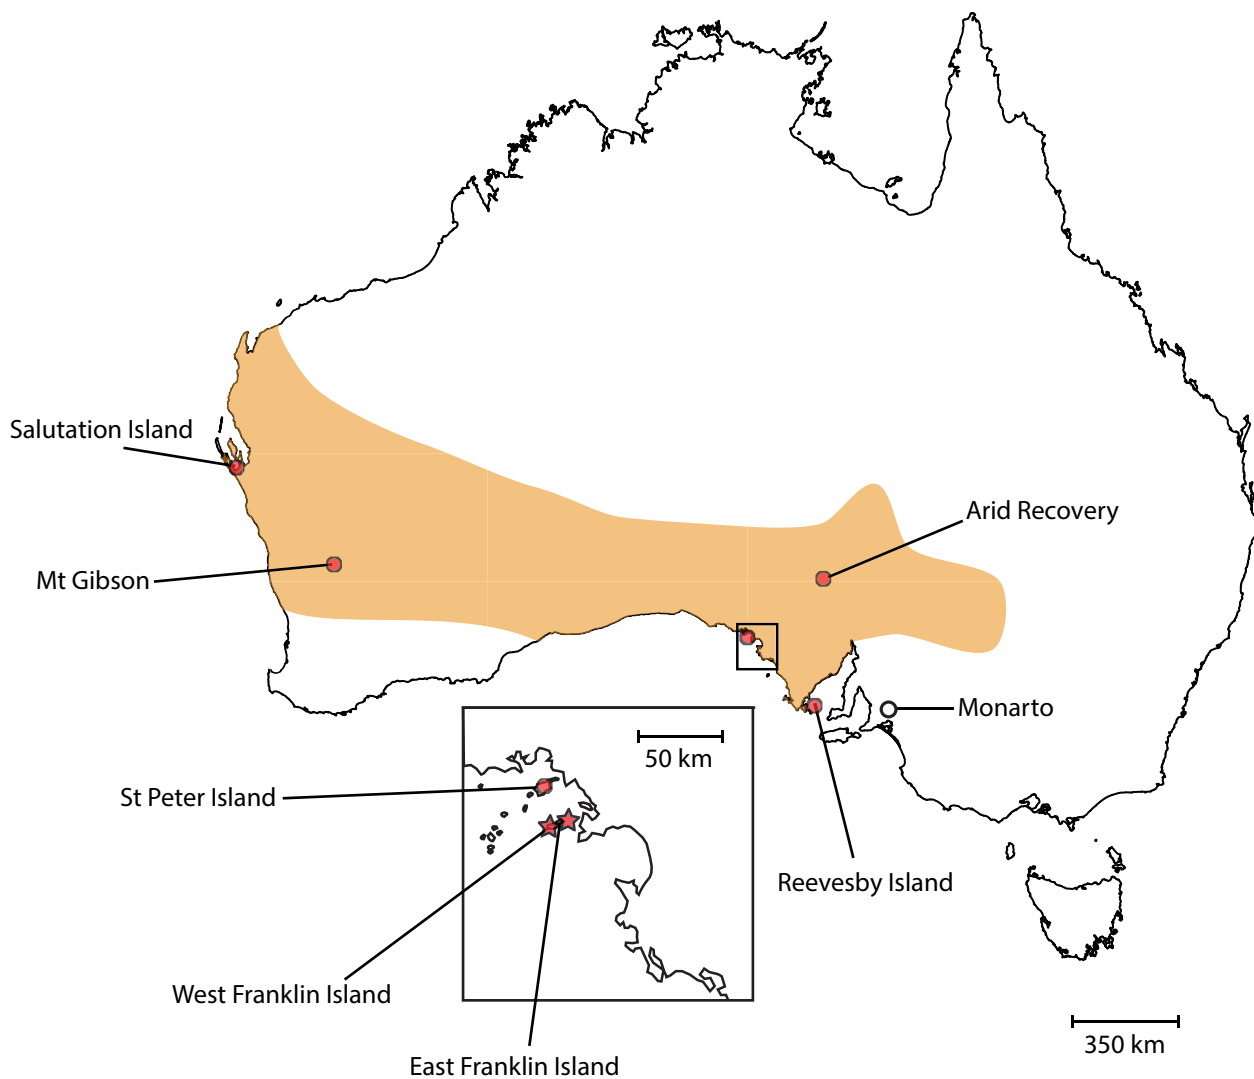 Salutation Island
Arid Recovery
Mt Gibson
Monarto
50 km
St Peter Island
Reevesby Island
West Franklin Island
350 km
East Franklin Island